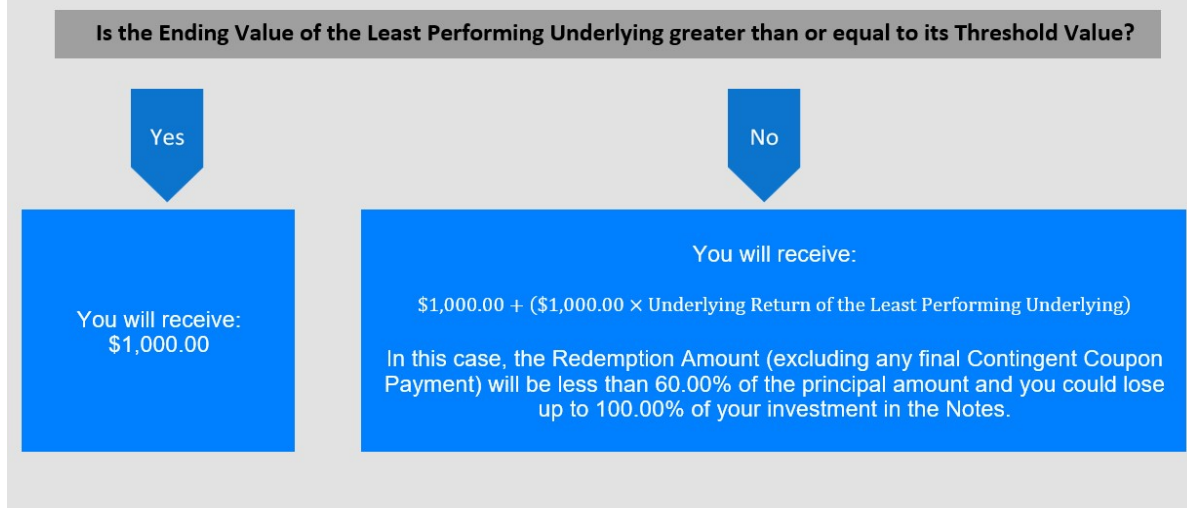 Is the Ending Value of the Least Performing Underlying greater than or equal to its Threshold Value?
Yes
No
You will receive:
$1,000.00
You will receive:
$1,000.00 + ($1,000.00 × Underlying Return of the Least Performing Underlying)
In this case, the Redemption Amount (excluding any final Contingent Coupon
Payment) will be less than 60.00% of the principal amount and you could lose
up to 100.00% of your investment in the Notes.